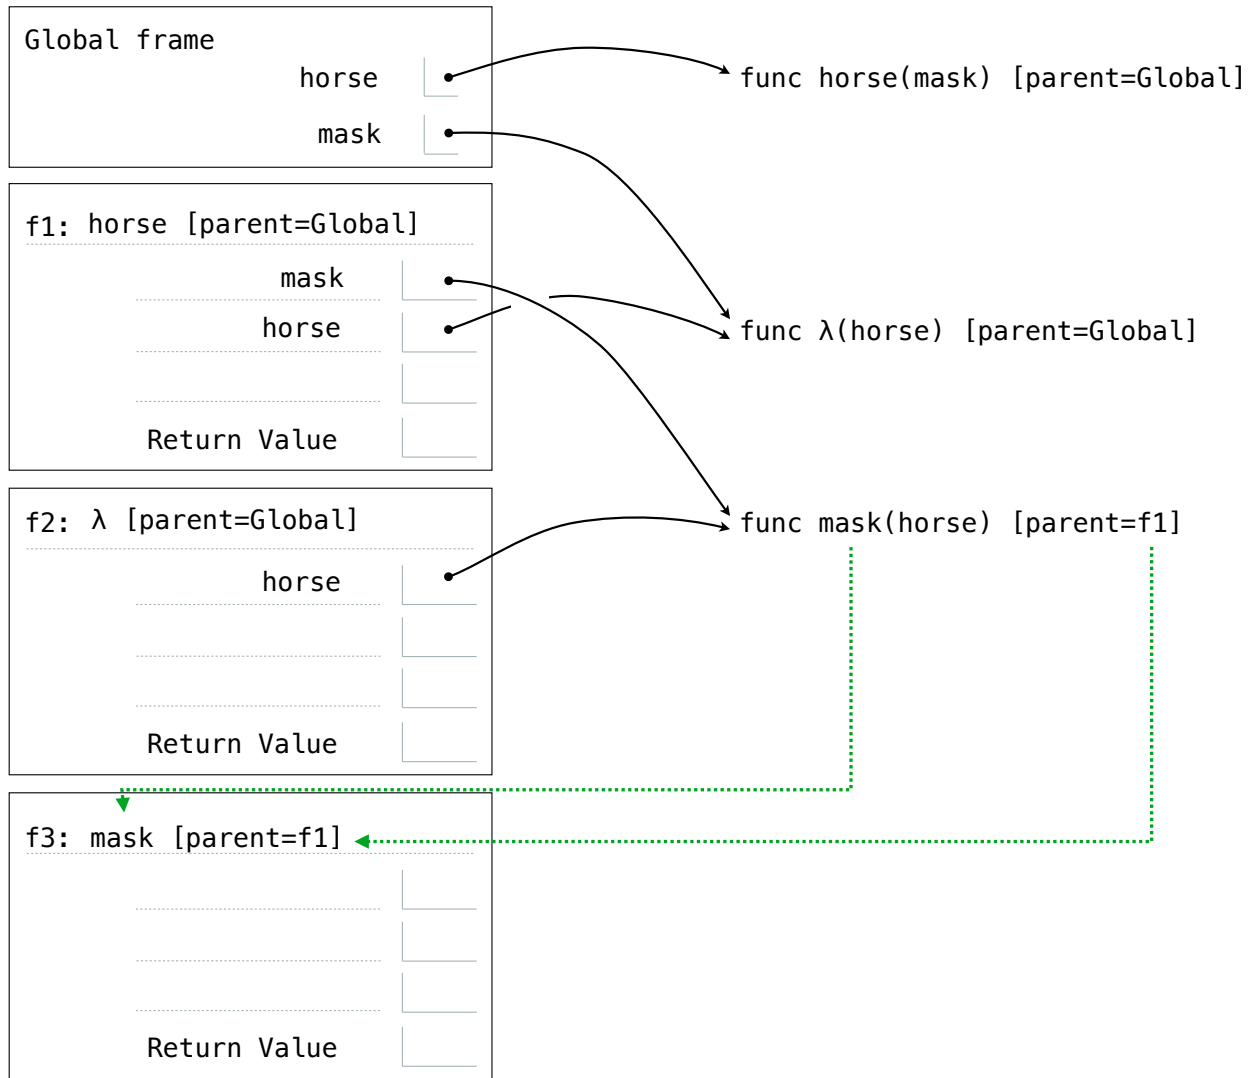 Global frame
horse
func horse(mask) [parent=Global]
mask
f1: horse [parent=Global]
mask
horse
func λ(horse) [parent=Global]
Return Value
f2: λ [parent=Global]
func mask(horse) [parent=f1]
horse
Return Value
f3: mask [parent=f1]
Return Value